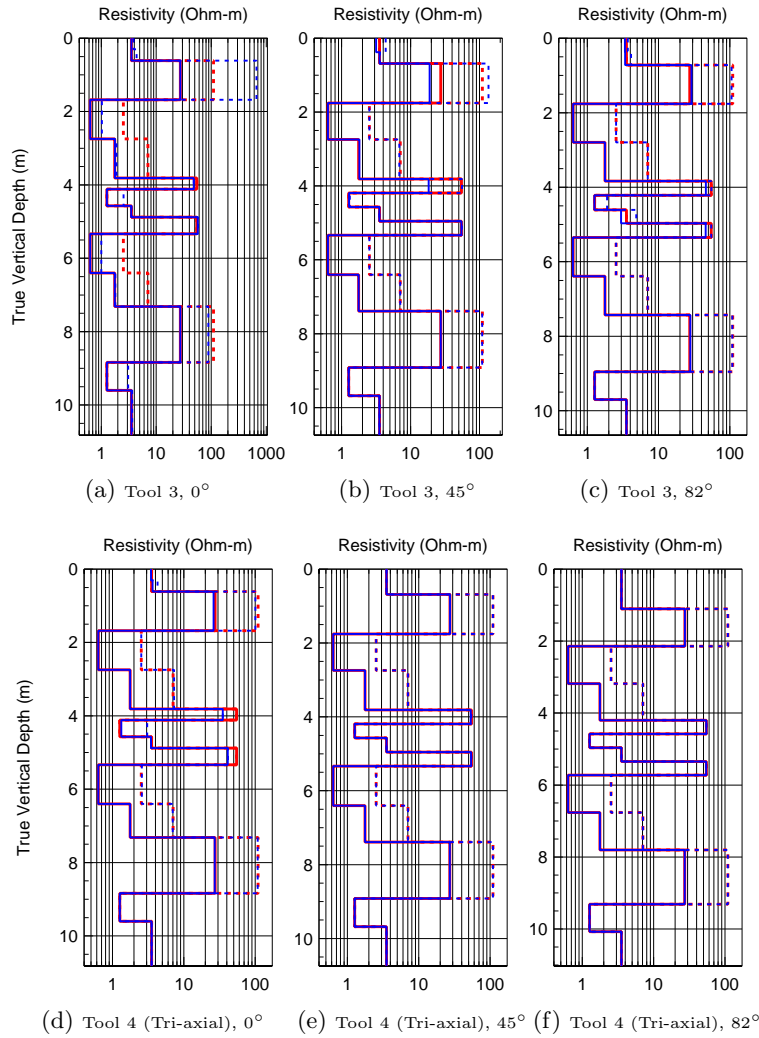 Resistivity (Ohm-m) Resistivity (Ohm-m) Resistivity (Ohm-m)
True Vertical Depth (m)
0 0 0
2 2 2
4 4 4
6 6 6
8 8 8
10 10 10
1 10 100 1000 1 10 100 1 10 100
(a) Tool 3, 0° (b) Tool 3, 45° (c) Tool 3, 82°
Resistivity (Ohm-m) Resistivity (Ohm-m) Resistivity (Ohm-m)
True Vertical Depth (m)
0 0 0
2 2 2
4 4 4
6 6 6
8 8 8
10 10 10
1 10 100 1 10 100 1 10 100
(d) Tool 4 (Tri-axial), 0° (e) Tool 4 (Tri-axial), 45° (f) Tool 4 (Tri-axial), 82°